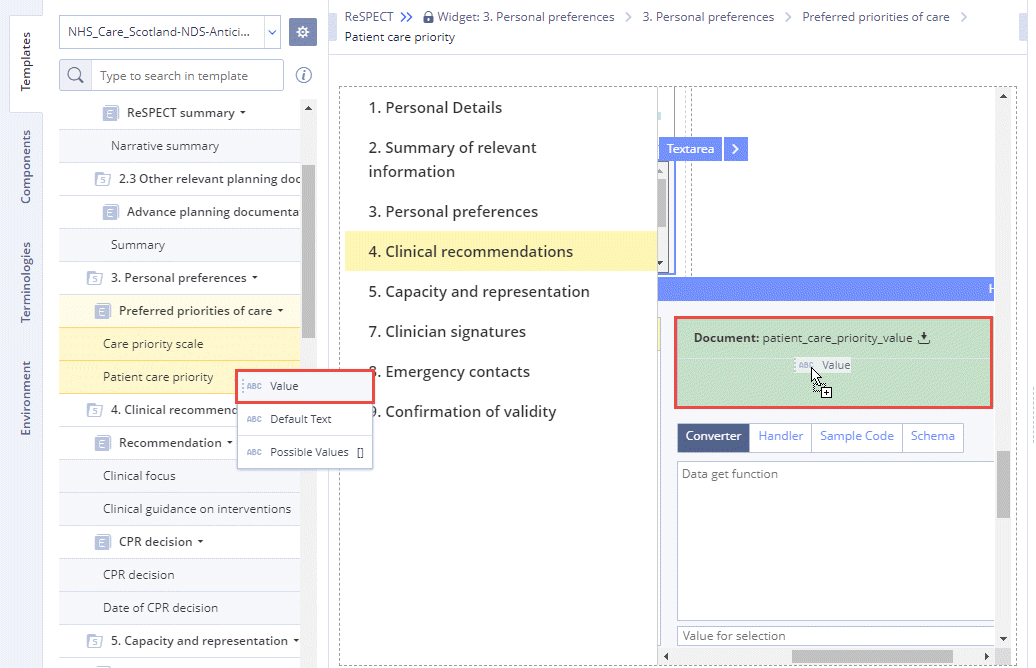 Templates
Components
Terminologies
Environment
NHS_Care_Scotland-NDS-Antici...
Type to search in template
ReSPECT summary
Narrative summary
2.3 Other relevant planning doc
Advance planning documenta
Summary
3. Personal preferences
Preferred priorities of care
Care priority scale
Patient care priority
4. Clinical recommend
Recommendation
Clinical focus
Clinical guidance on interventions
CPR decision
CPR decision
Date of CPR decision
5. Capacity and representation
ABC Value
ABC Default Text
ABC Possible Values []
ReSPECT >> Widget: 3. Personal preferences > 3. Personal preferences > Preferred priorities of care >
Patient care priority
1. Personal Details
2. Summary of relevant
information
3. Personal preferences
4. Clinical recommendations
5. Capacity and representation
7. Clinician signatures
8. Emergency contacts
9. Confirmation of validity
Textarea >
H
Document: patient_care_priority_value
ABC Value
Converter Handler Sample Code Schema
Data get function
Value for selection